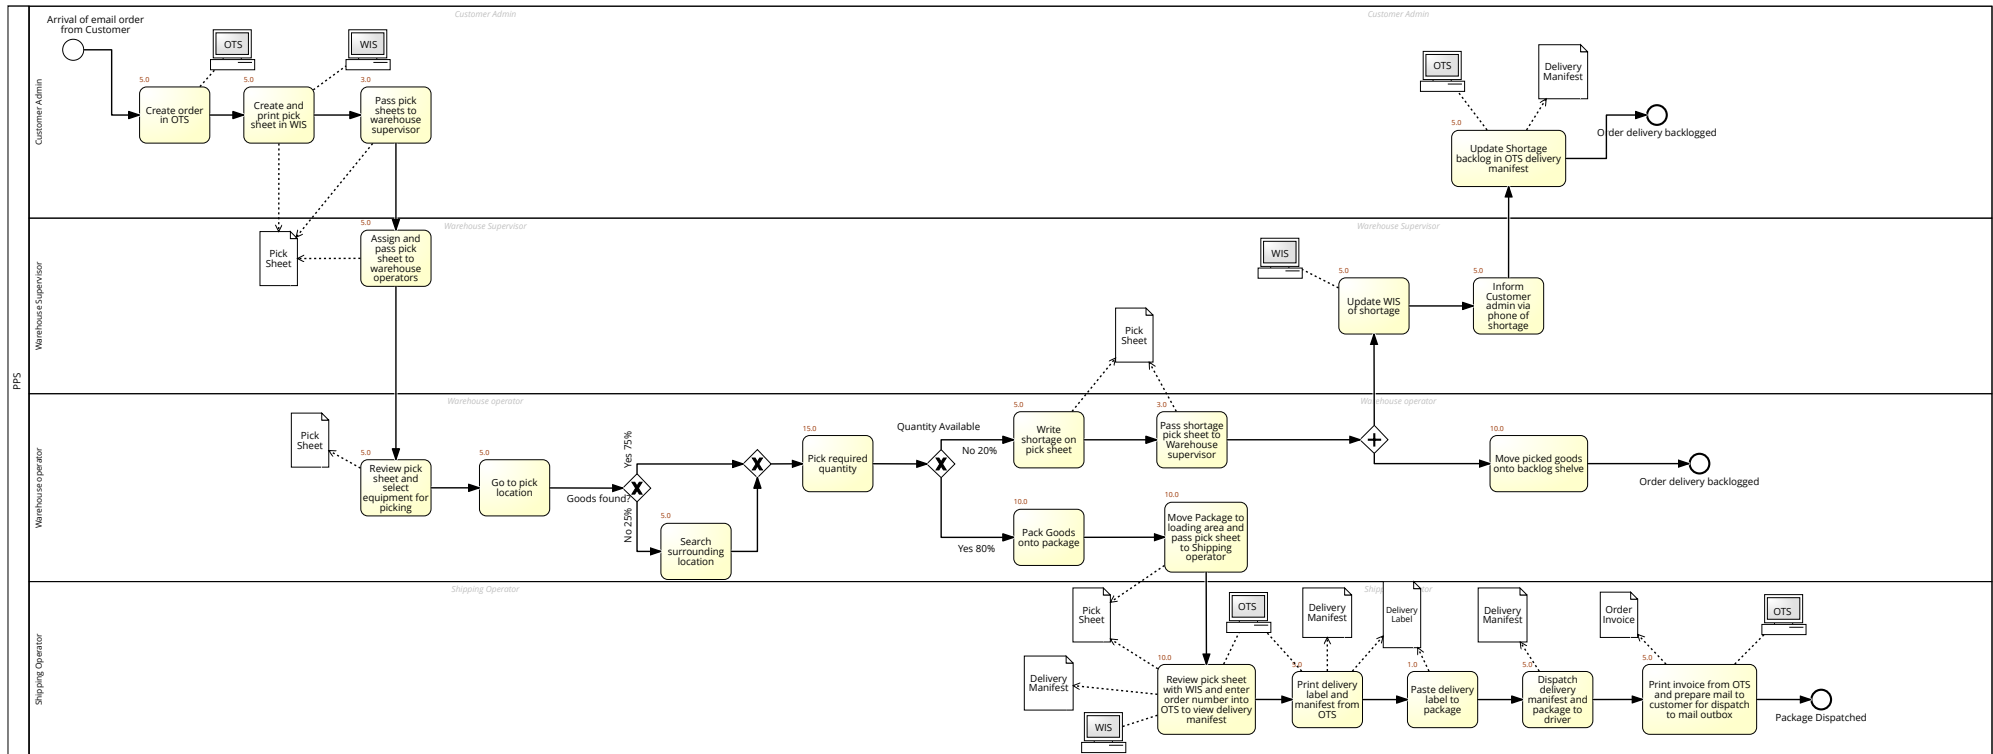 PPS
Customer Admin
Customer Admin
Customer Admin
Arrival of email order
from Customer
OTS
WIS
5.0
Create order
in OTS
5.0
Create and
print pick
sheet in WIS
3.0
Pass pick
sheets to
warehouse
supervisor
OTS
Delivery
Manifest
5.0
Update Shortage
backlog in OTS delivery
manifest
Order delivery backlogged
Warehouse Supervisor
Warehouse Supervisor
Warehouse Supervisor
Pick
Sheet
5.0
Assign and
pass pick
sheet to
warehouse
operators
Pick
Sheet
WIS
5.0
Update WIS
of shortage
5.0
Inform
Customer
admin via
phone of
shortage
Warehouse operator
Warehouse operator
Warehouse operator
Pick
Sheet
5.0
Review pick
sheet and
select
equipment for
picking
5.0
Go to pick
location
Goods found?
Yes 75%
No 25%
5.0
Search
surrounding
location
15.0
Pick required
quantity
Quantity Available
No 20%
Yes 80%
5.0
Write
shortage on
pick sheet
3.0
Pass shortage
pick sheet to
Warehouse
supervisor
10.0
Pack Goods
onto package
10.0
Move Package to
loading area and
pass pick sheet
to Shipping
operator
10.0
Move picked goods
onto backlog shelve
Order delivery backlogged
Shipping Operator
Shipping Operator
Pick
Sheet
Delivery
Manifest
WIS
OTS
10.0
Review pick sheet
with WIS and enter
order number into
OTS to view delivery
manifest
Delivery
Manifest
Delivery
Label
5.0
Print delivery
label and
manifest from
OTS
1.0
Paste delivery
label to
package
Delivery
Manifest
5.0
Dispatch
delivery
manifest and
package to
driver
Order
Invoice
OTS
5.0
Print invoice from OTS
and prepare mail to
customer for dispatch
to mail outbox
Package Dispatched